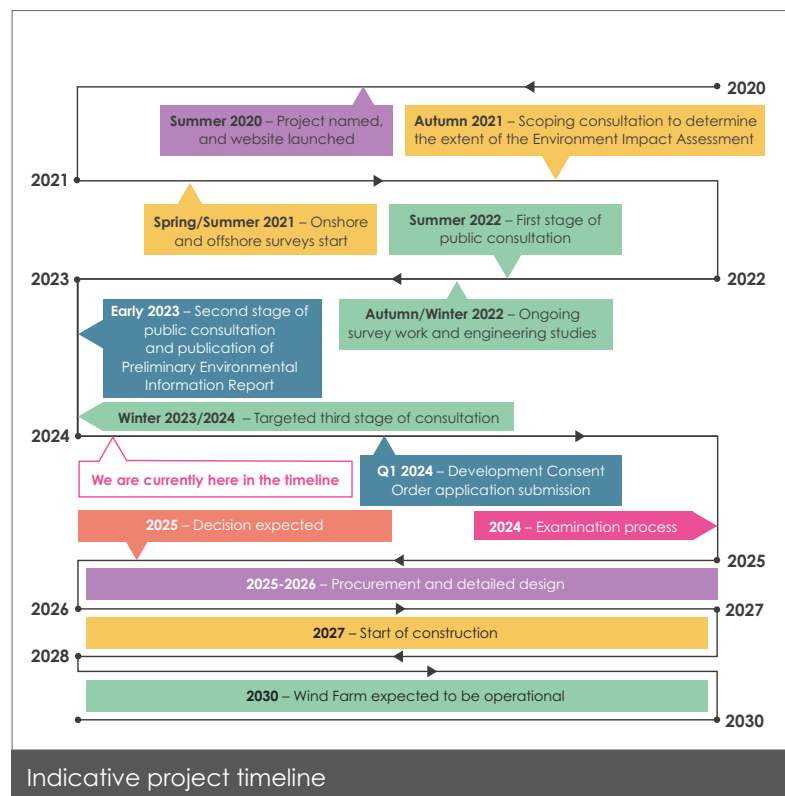 2020
Summer 2020 – Project named,
and website launched
Autumn 2021 – Scoping consultation to determine
the extent of the Environment Impact Assessment
2021
Spring/Summer 2021 – Onshore
and offshore surveys start
Summer 2022 – First stage of
public consultation
2023
2022
Early 2023 – Second stage of
public consultation
and publication of
Preliminary Environmental
Information Report
Autumn/Winter 2022 – Ongoing
survey work and engineering studies
Winter 2023/2024 – Targeted third stage of consultation
2024
We are currently here in the timeline
Q1 2024 – Development Consent
Order application submission
2025 – Decision expected
2024 – Examination process
2025
2025-2026 – Procurement and detailed design
2026
2027
2027 – Start of construction
2028
2030 – Wind Farm expected to be operational
2030
Indicative project timeline